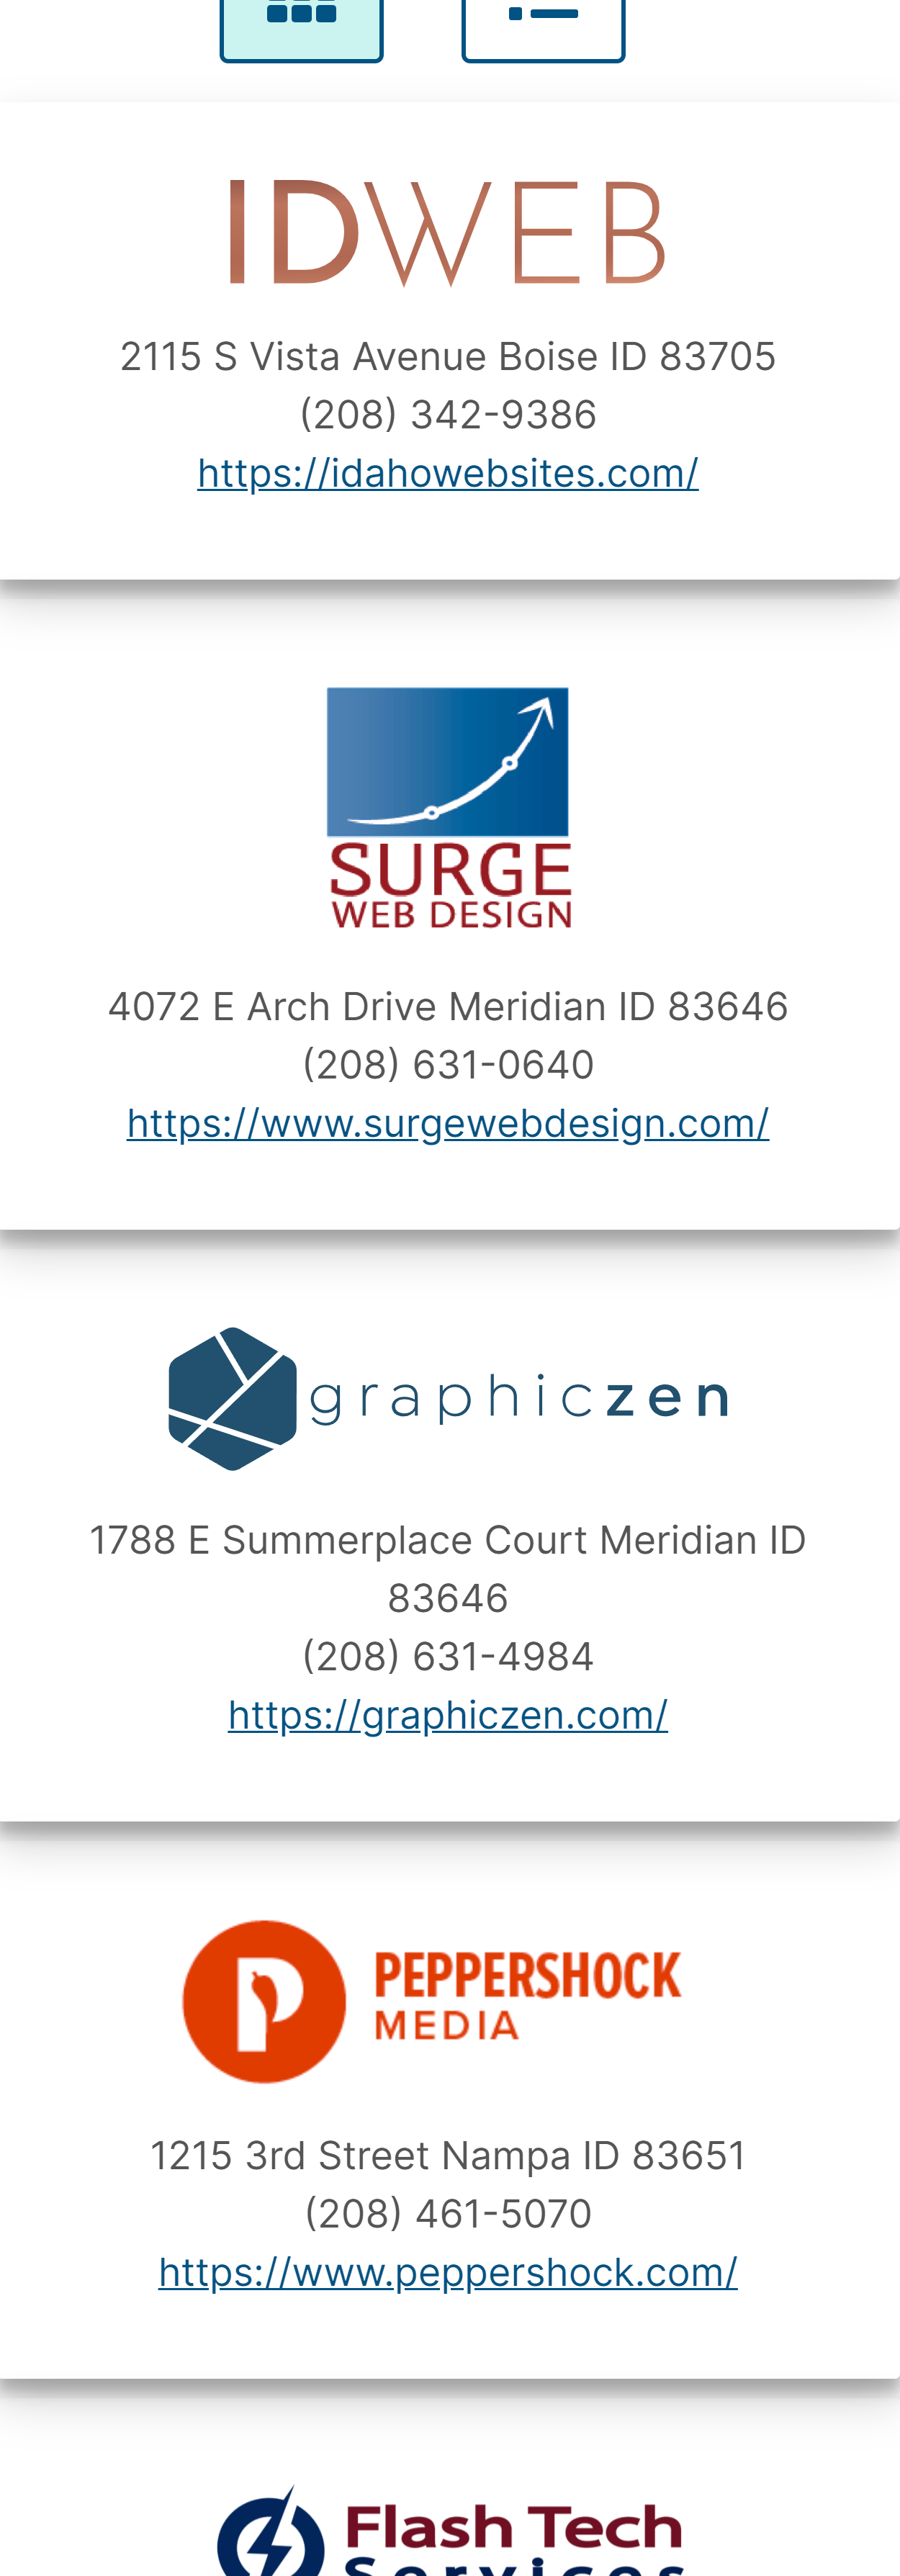 IDWEB
2115 S Vista Avenue Boise ID 83705
(208) 342-9386
https://idahowebsites.com/
SURGE
WEB DESIGN
4072 E Arch Drive Meridian ID 83646
(208) 631-0640
https://www.surgewebdesign.com/
graphiczen
1788 E Summerplace Court Meridian ID
83646
(208) 631-4984
https://graphiczen.com/
PEPPERSHOCK
MEDIA
1215 3rd Street Nampa ID 83651
(208) 461-5070
https://www.peppershock.com/
Flash Tech
Services